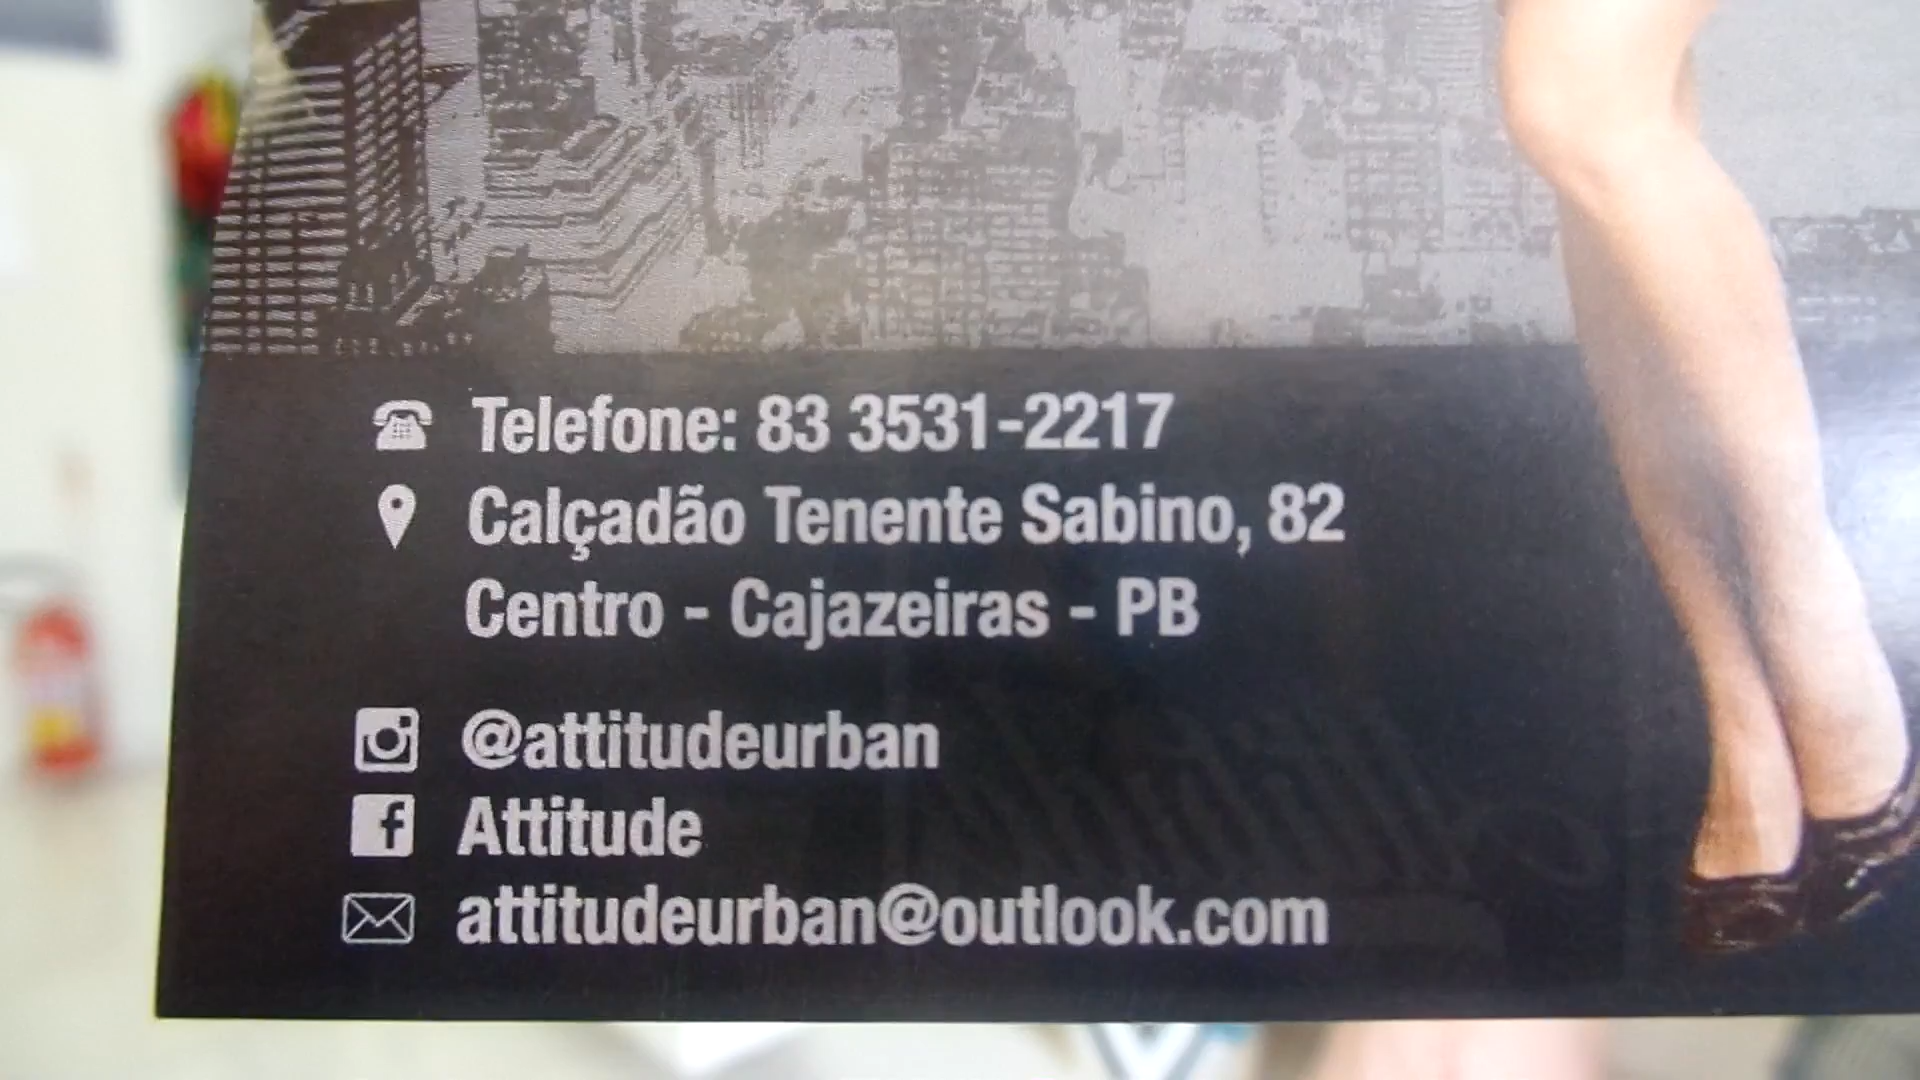 Telefone: 83 3531-2217
Calçadão Tenente Sabino, 82
Centro - Cajazeiras - PB
@attitudeurban
Attitude
attitudeurban@outlook.com